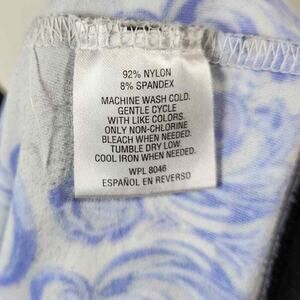 92% NYLON
8% SPANDEX
MACHINE WASH COLD.
GENTLE CYCLE
WITH LIKE COLORS.
ONLY NON-CHLORINE
BLEACH WHEN NEEDED.
TUMBLE DRY LOW.
COOL IRON WHEN NEEDED.
WPL 8046
ESPAÑOL EN REVERSO